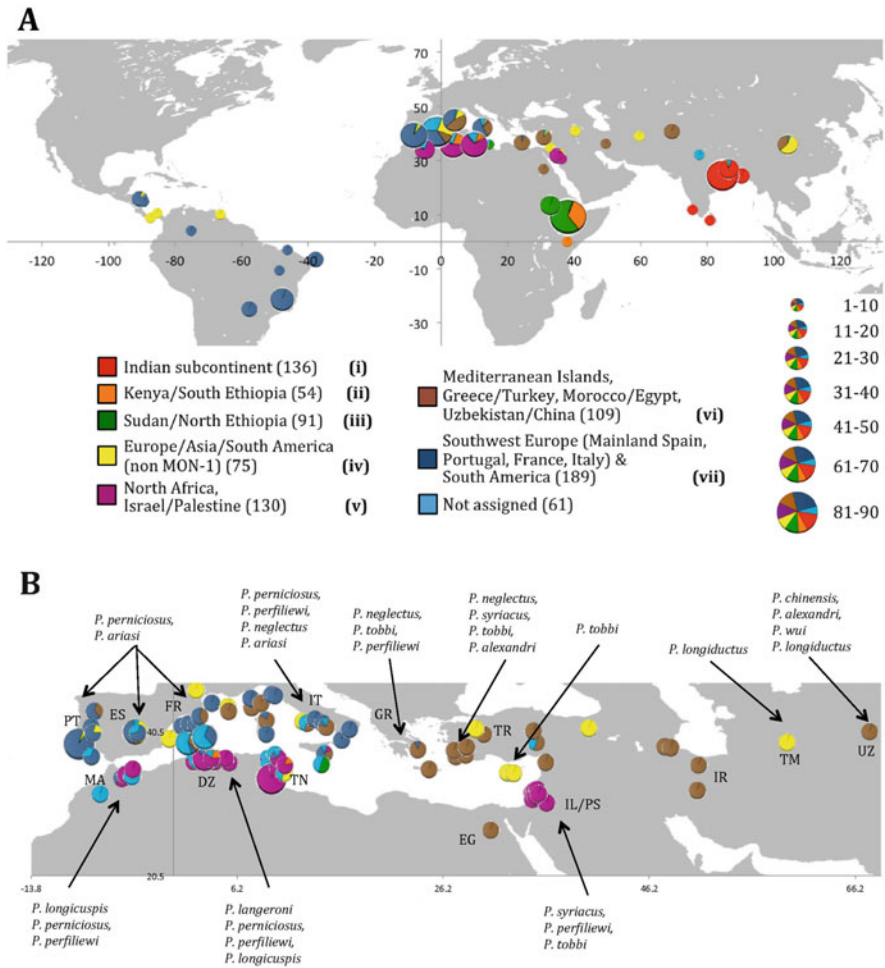 A
70
50
30
10
-120
-100
-80
-60
-40
-20
0
20
40
60
80
100
120
-10
-30
Indian subcontinent (136) (i)
Kenya/South Ethiopia (54) (ii)
Sudan/North Ethiopia (91) (iii)
Europe/Asia/South America
(non MON-1) (75) (iv)
North Africa,
Israel/Palestine (130) (v)
Mediterranean Islands,
Greece/Turkey, Morocco/Egypt,
Uzbekistan/China (109) (vi)
Southwest Europe (Mainland Spain,
Portugal, France, Italy) &
South America (189) (vii)
Not assigned (61)
1-10
11-20
21-30
31-40
41-50
61-70
81-90
B
P. perniciosus,
P. ariasi
P. perniciosus,
P. perfiliewi,
P. neglectus
P. ariasi
P. neglectus,
P. tobbi,
P. perfiliewi
P. neglectus,
P. syriacus,
P. tobbi,
P. alexandri
P. tobbi
P. longiductus
P. chinensis,
P. alexandri,
P. wui
P. longiductus
PT
ES
FR
IT
GR
TR
40.5
MA
DZ
TN
IL/PS
EG
IR
TM
UZ
20.5
-13.8
6.2
26.2
46.2
66.2
P. longicuspis
P. perniciosus,
P. perfiliewi
P. langeroni
P. perniciosus,
P. perfiliewi,
P. longicuspis
P. syriacus,
P. perfiliewi,
P. tobbi